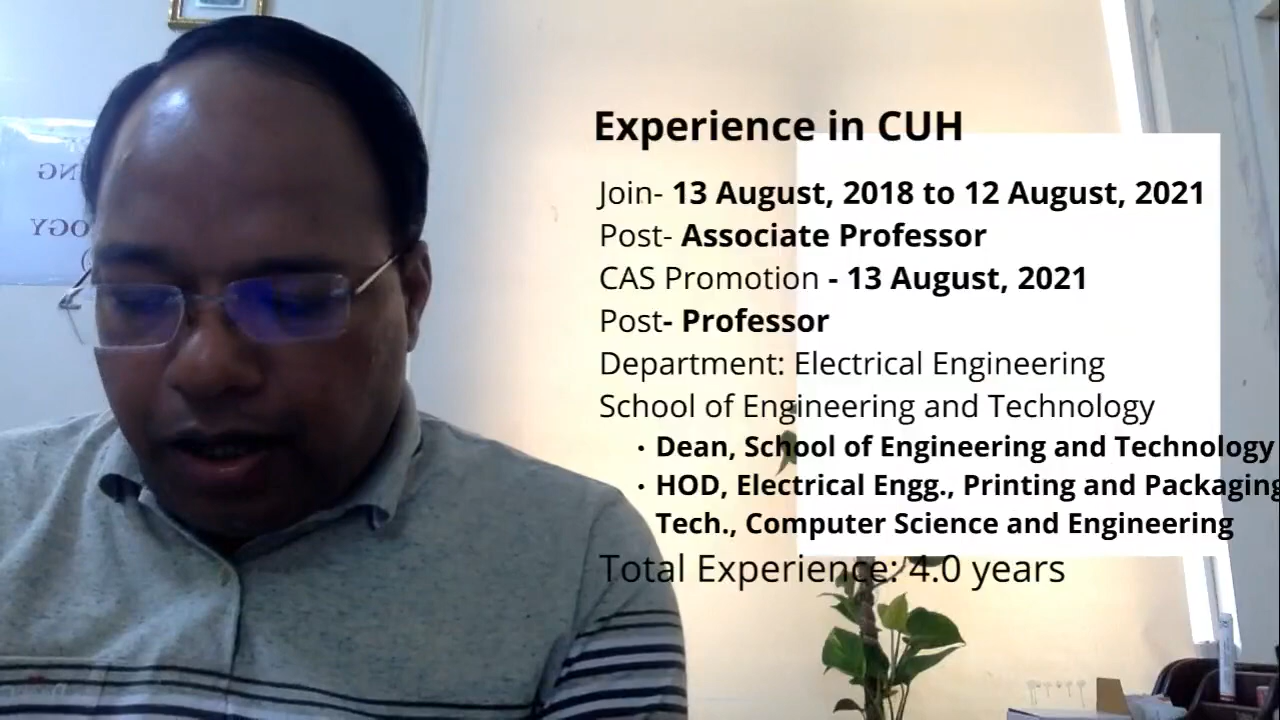 Experience in CUH
Join- 13 August, 2018 to 12 August, 2021
Post- Associate Professor
CAS Promotion - 13 August, 2021
Post- Professor
Department: Electrical Engineering
School of Engineering and Technology
• Dean, School of Engineering and Technology
• HOD, Electrical Engg., Printing and Packaging
Tech., Computer Science and Engineering
Total Experience: 4.0 years